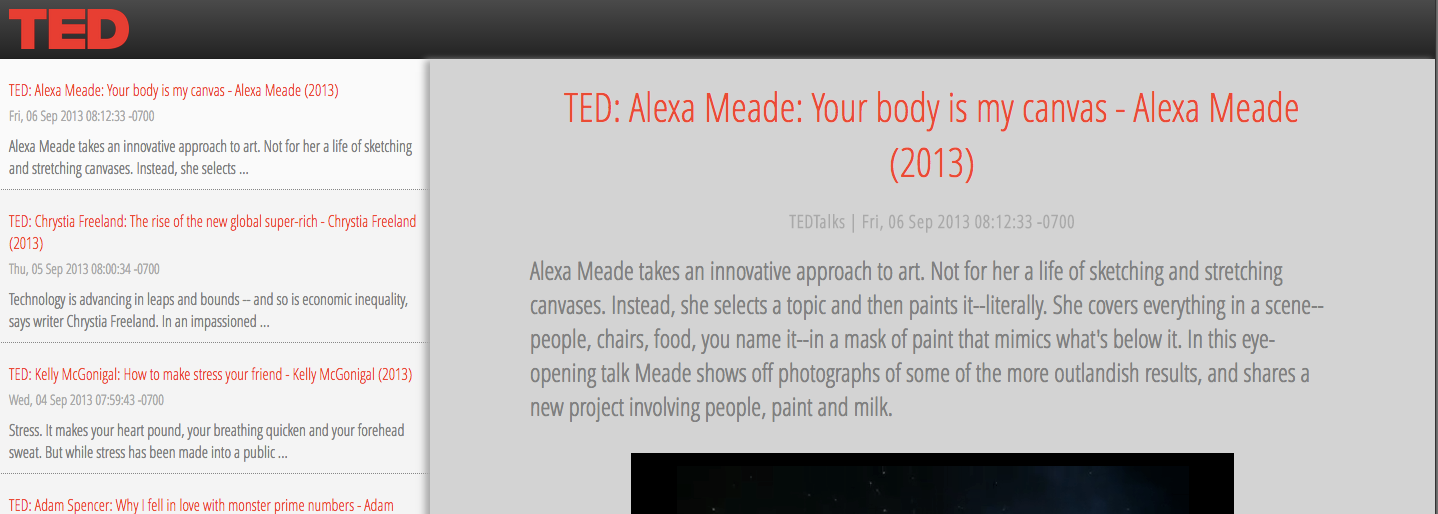 TED
TED: Alexa Meade: Your body is my canvas - Alexa Meade (2013)
Fri, 06 Sep 2013 08:12:33 -0700
Alexa Meade takes an innovative approach to art. Not for her a life of sketching
and stretching canvases. Instead, she selects ...
TED: Chrystia Freeland: The rise of the new global super-rich - Chrystia Freeland
(2013)
Thu, 05 Sep 2013 08:00:34 -0700
Technology is advancing in leaps and bounds -- and so is economic inequality,
says writer Chrystia Freeland. In an impassioned ...
TED: Kelly McGonigal: How to make stress your friend - Kelly McGonigal (2013)
Wed, 04 Sep 2013 07:59:43 -0700
Stress. It makes your heart pound, your breathing quicken and your forehead
sweat. But while stress has been made into a public ...
TED: Adam Spencer: Why I fell in love with monster prime numbers - Adam
TED: Alexa Meade: Your body is my canvas - Alexa Meade
(2013)
TEDTalks | Fri, 06 Sep 2013 08:12:33 -0700
Alexa Meade takes an innovative approach to art. Not for her a life of sketching and stretching
canvases. Instead, she selects a topic and then paints it--literally. She covers everything in a scene--
people, chairs, food, you name it--in a mask of paint that mimics what's below it. In this eye-
opening talk Meade shows off photographs of some of the more outlandish results, and shares a
new project involving people, paint and milk.